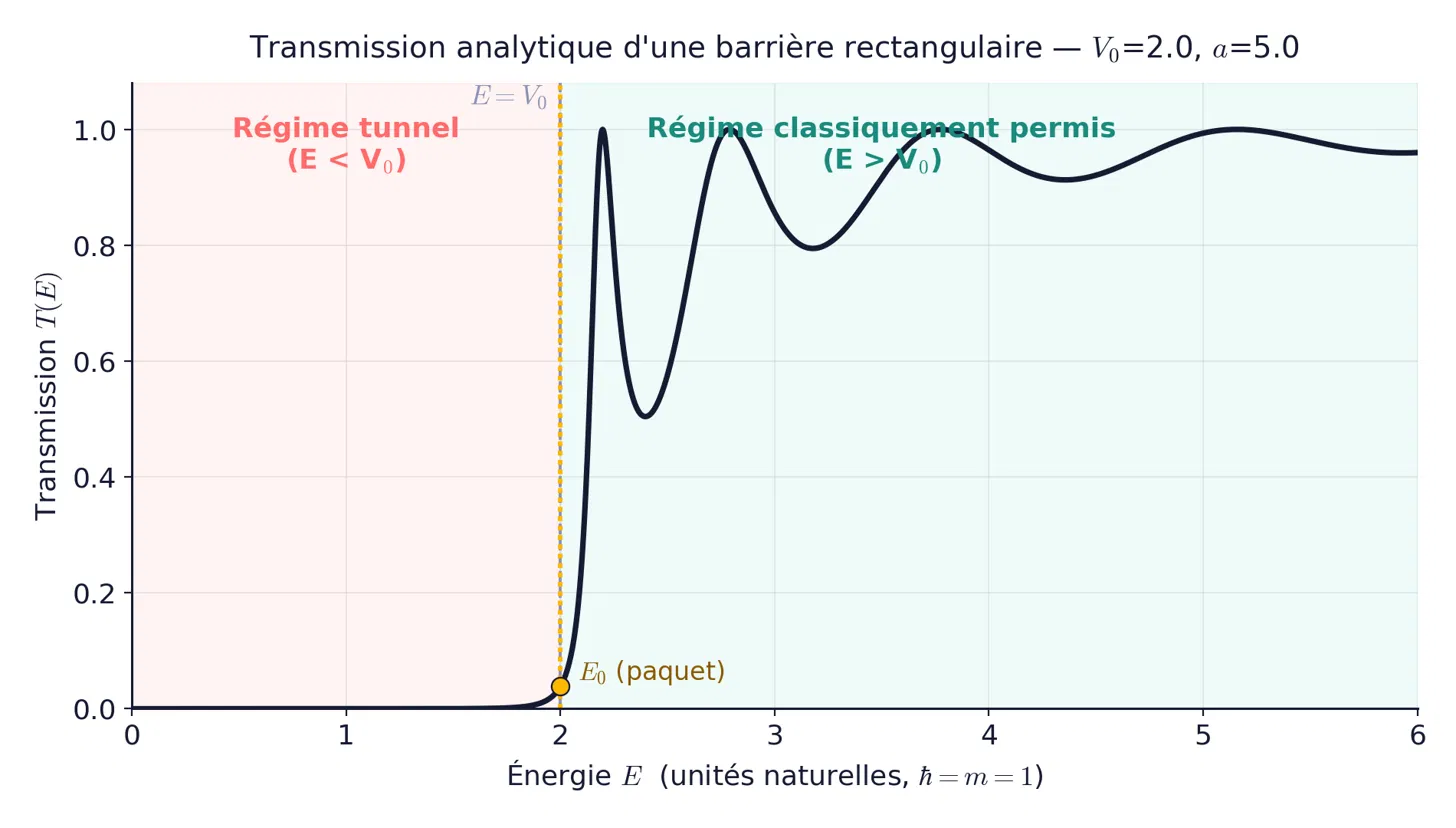 Transmission analytique d'une barrière rectangulaire — V₀=2.0, a=5.0
E = V₀
Régime tunnel
(E < V₀)
Régime classiquement permis
(E > V₀)
Transmission T(E)
1.0
0.8
0.6
0.4
0.2
0.0
E₀ (paquet)
0 1 2 3 4 5 6
Énergie E (unités naturelles, ℏ = m = 1)